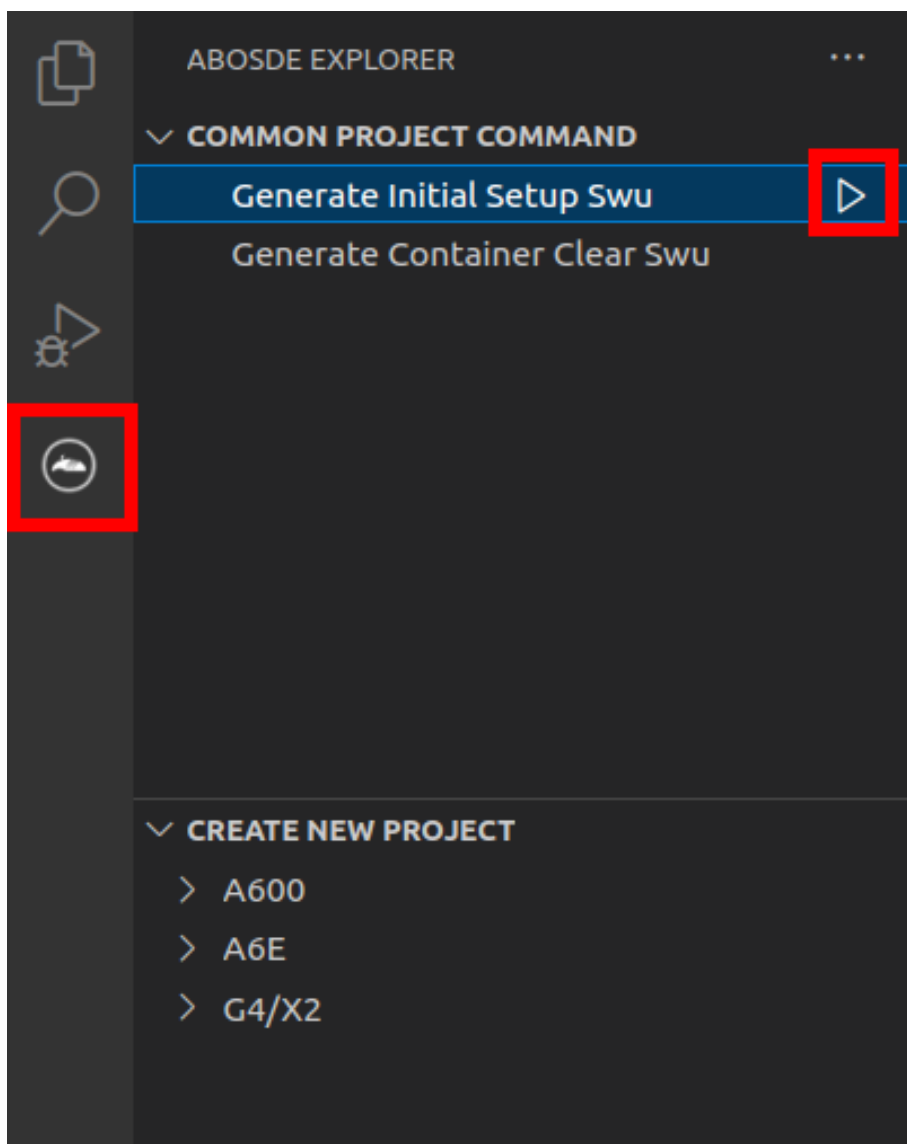 ABOSDE EXPLORER
COMMON PROJECT COMMAND
Generate Initial Setup Swu
Generate Container Clear Swu
CREATE NEW PROJECT
A600
A6E
G4/X2